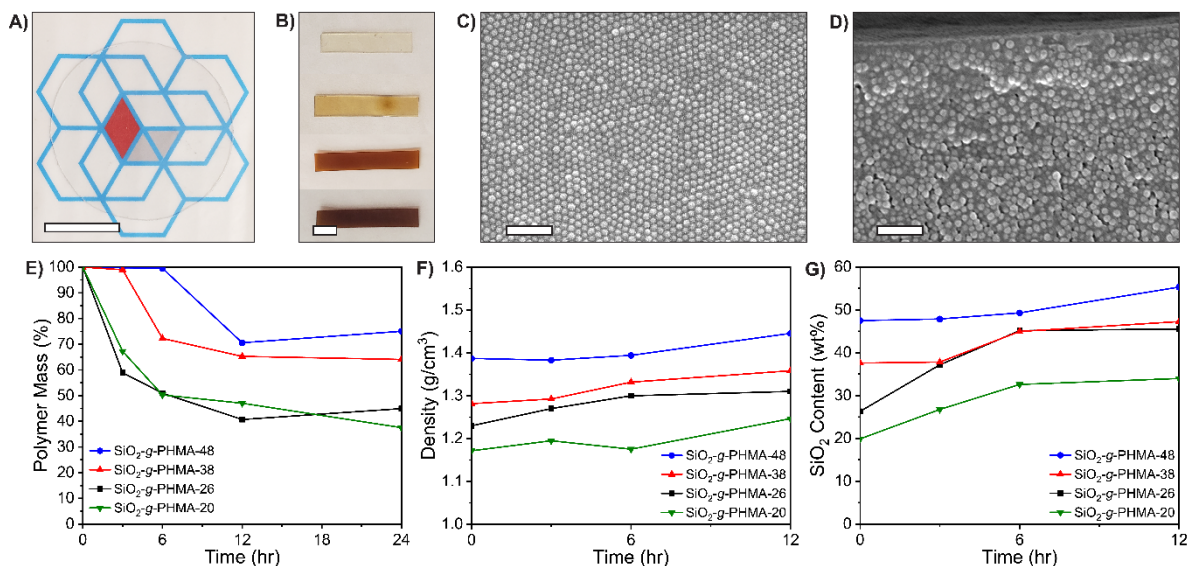 A)
B)
C)
D)
E)
Polymer Mass (%)
100
90
80
70
60
50
40
30
20
10
0
SiO₂-g-PHMA-48
SiO₂-g-PHMA-38
SiO₂-g-PHMA-26
SiO₂-g-PHMA-20
0 6 12 18 24
Time (hr)
F)
Density (g/cm³)
1.6
1.5
1.4
1.3
1.2
1.1
1.0
SiO₂-g-PHMA-48
SiO₂-g-PHMA-38
SiO₂-g-PHMA-26
SiO₂-g-PHMA-20
0 3 6 9 12
Time (hr)
G)
SiO₂ Content (wt%)
60
50
40
30
20
10
0
SiO₂-g-PHMA-48
SiO₂-g-PHMA-38
SiO₂-g-PHMA-26
SiO₂-g-PHMA-20
0 3 6 9 12
Time (hr)